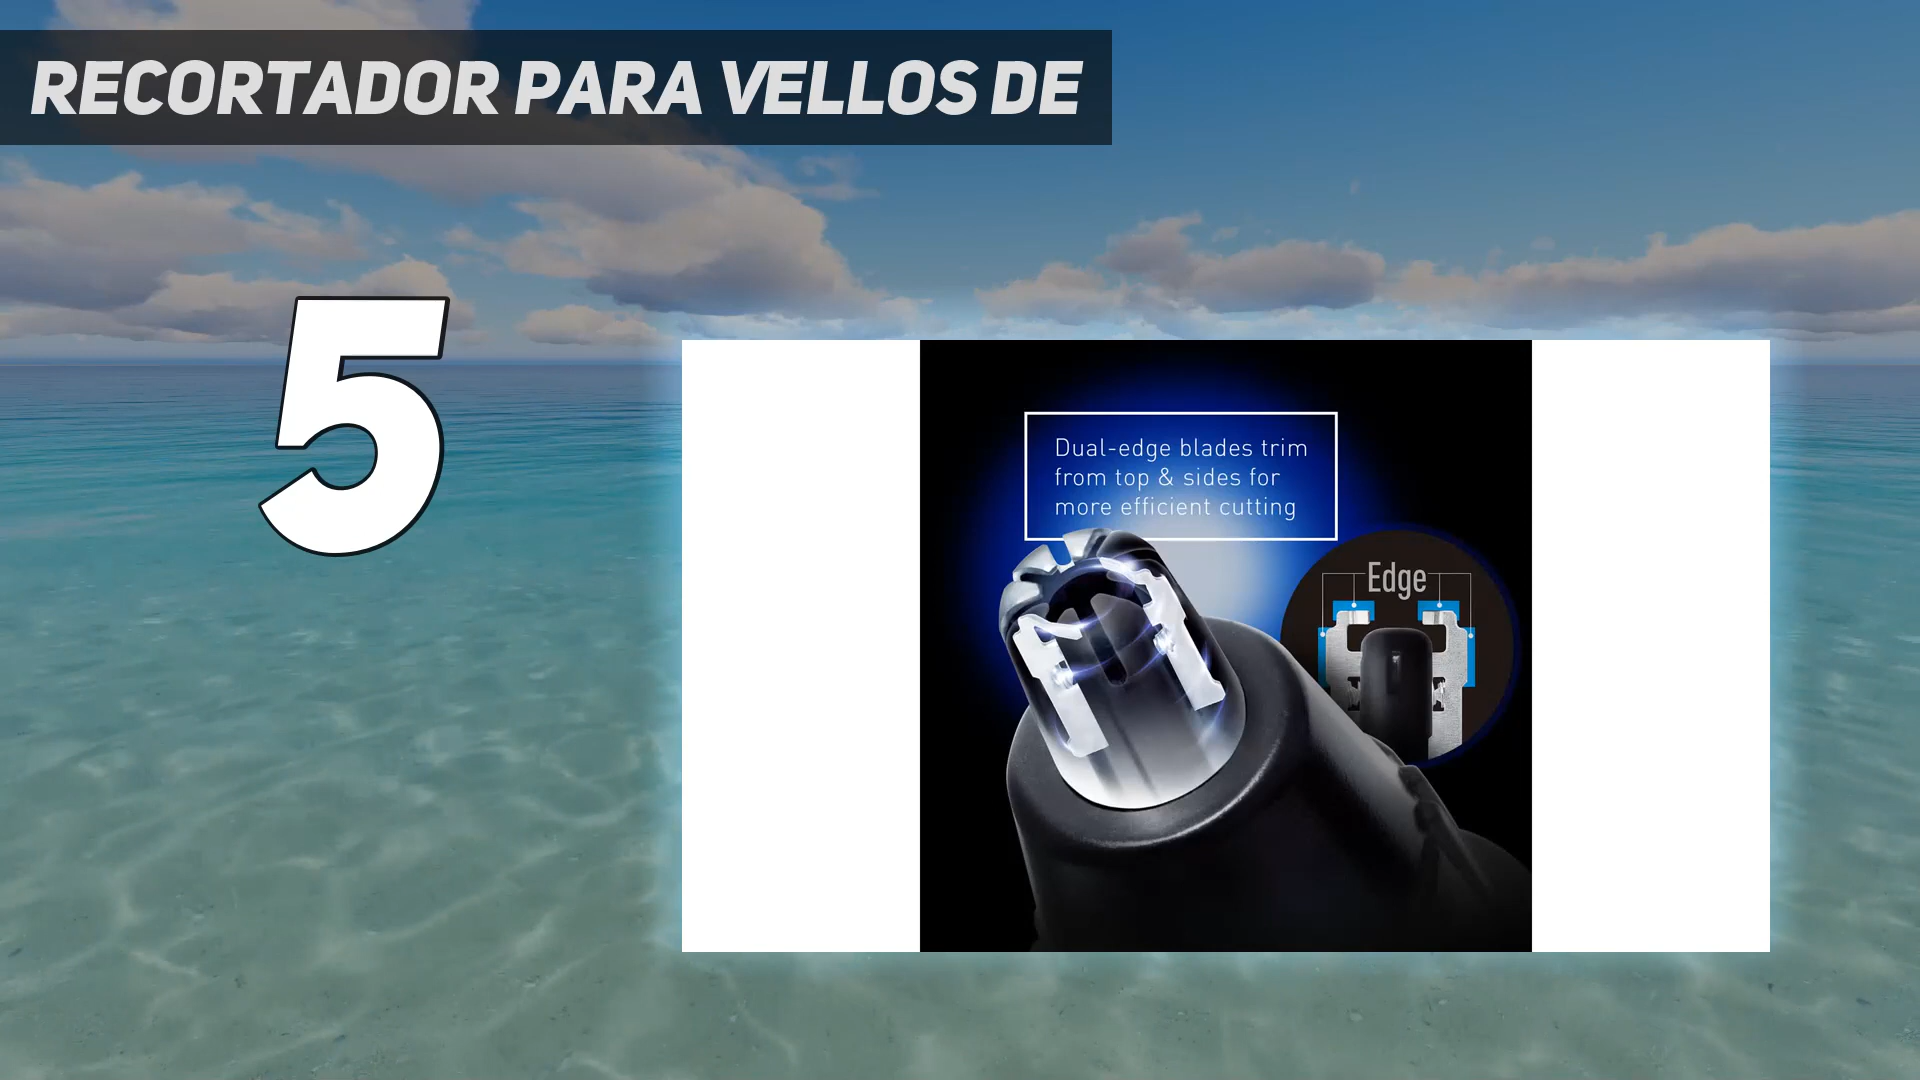 RECORTADOR PARA VELLOS DE
5
Dual-edge blades trim
from top & sides for
more efficient cutting
Edge